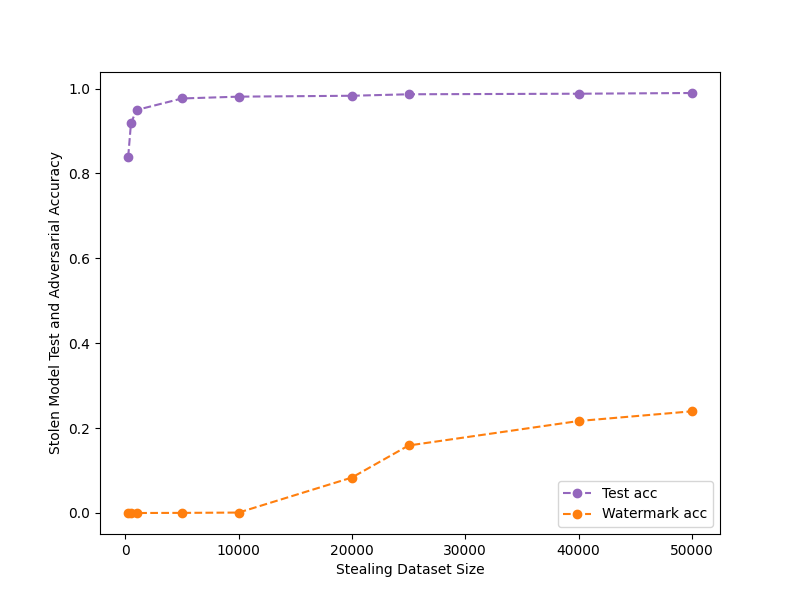 1.0
0.8
0.6
0.4
0.2
0.0
Stolen Model Test and Adversarial Accuracy
Test acc
Watermark acc
0 10000 20000 30000 40000 50000
Stealing Dataset Size